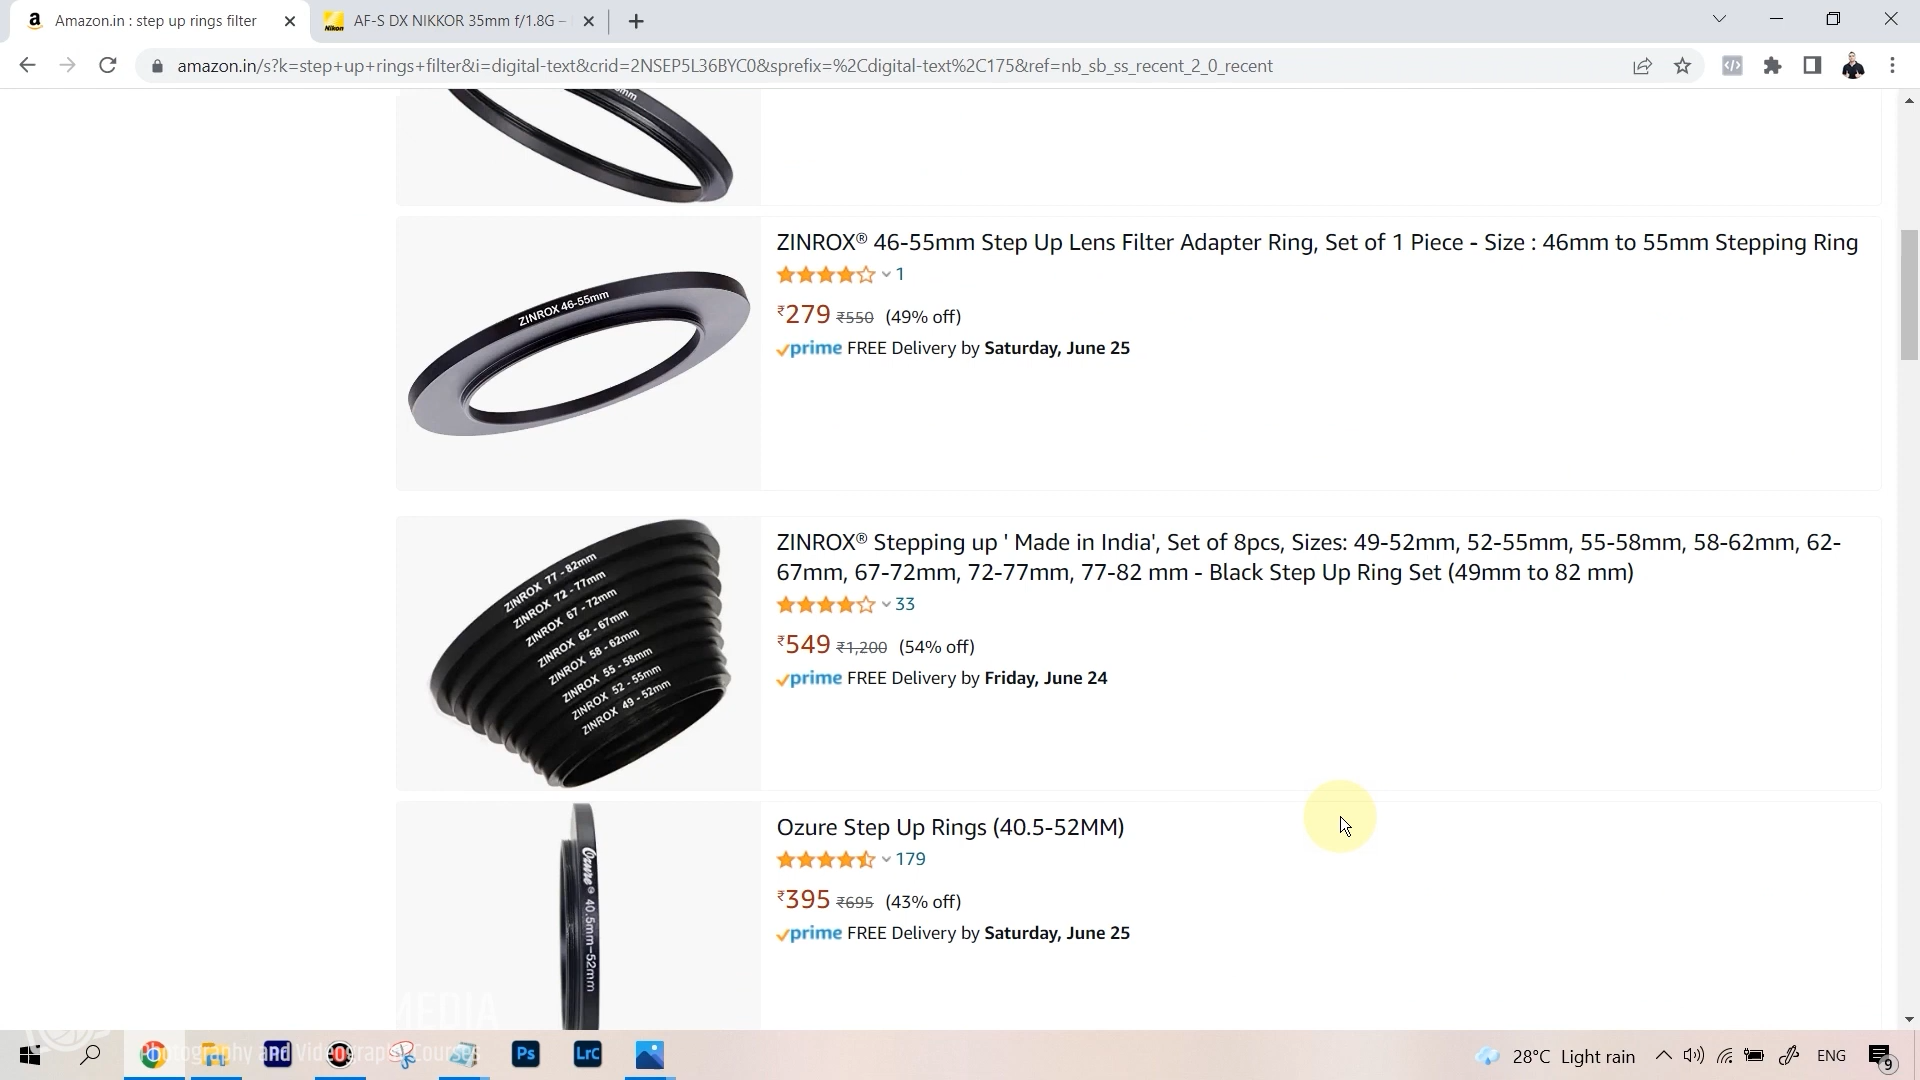 Amazon.in : step up rings filter
AF-S DX NIKKOR 35mm f/1.8G –
amazon.in/s?k=step+up+rings+filter&i=digital-text&crid=2NSEP5L36BYC0&sprefix=%2Cdigital-text%2C175&ref=nb_sb_ss_recent_2_0_recent
ZINROX® 46-55mm Step Up Lens Filter Adapter Ring, Set of 1 Piece - Size : 46mm to 55mm Stepping Ring
1
₹279 ₹550 (49% off)
prime FREE Delivery by Saturday, June 25
ZINROX 46-55mm
ZINROX® Stepping up ' Made in India', Set of 8pcs, Sizes: 49-52mm, 52-55mm, 55-58mm, 58-62mm, 62-
67mm, 67-72mm, 72-77mm, 77-82 mm - Black Step Up Ring Set (49mm to 82 mm)
33
₹549 ₹1,200 (54% off)
prime FREE Delivery by Friday, June 24
ZINROX 77 - 82mm
ZINROX 72 - 77mm
ZINROX 67 - 72mm
ZINROX 62 - 67mm
ZINROX 58 - 62mm
ZINROX 55 - 58mm
ZINROX 52 - 55mm
ZINROX 49 - 52mm
Ozure Step Up Rings (40.5-52MM)
179
₹395 ₹695 (43% off)
prime FREE Delivery by Saturday, June 25
Ozure® 40.5mm-52mm
MEDIA
Photography and Videography Courses
Ps
LrC
28°C Light rain
ENG
9